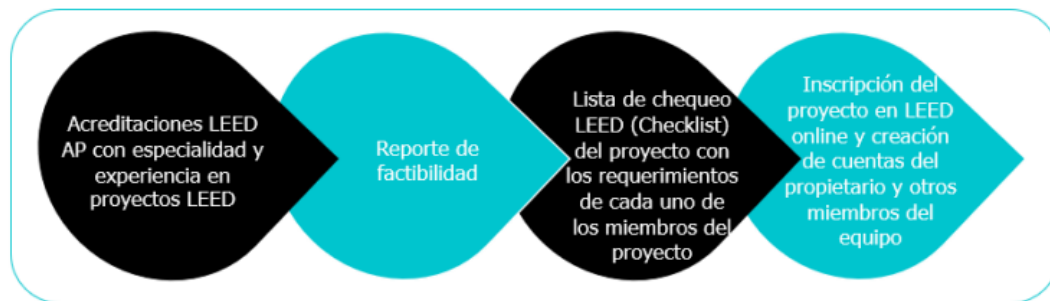 Acreditaciones LEED
AP con especialidad y
experiencia en
proyectos LEED
Reporte de
factibilidad
Lista de chequeo
LEED (Checklist)
del proyecto con
los requerimientos
de cada uno de
los miembros del
proyecto
Inscripción del
proyecto en LEED
online y creación
de cuentas del
propietario y otros
miembros del
equipo